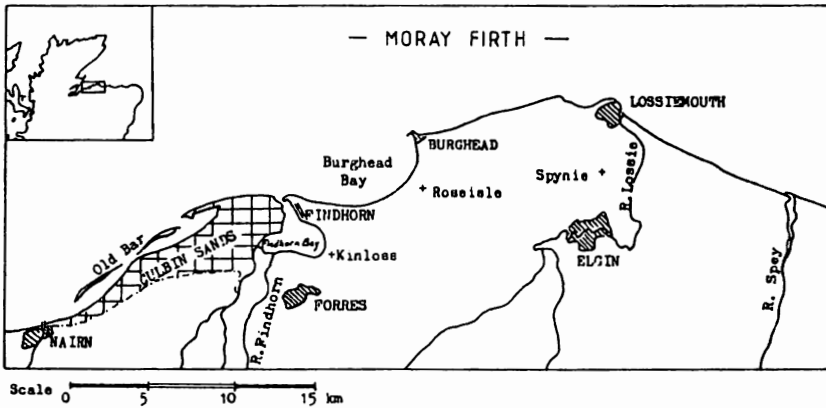 — MORAY FIRTH —
LOSSIEMOUTH
BURGHEAD
Burghead
Bay
Spynie +
+ Roseisle
R. Lossie
FINDHORN
Findhorn Bay
Old Bar
CULBIN SANDS
+Kinloss
ELGIN
R. Spey
FORRES
R. Findhorn
NAIRN
Scale 0 5 10 15 km